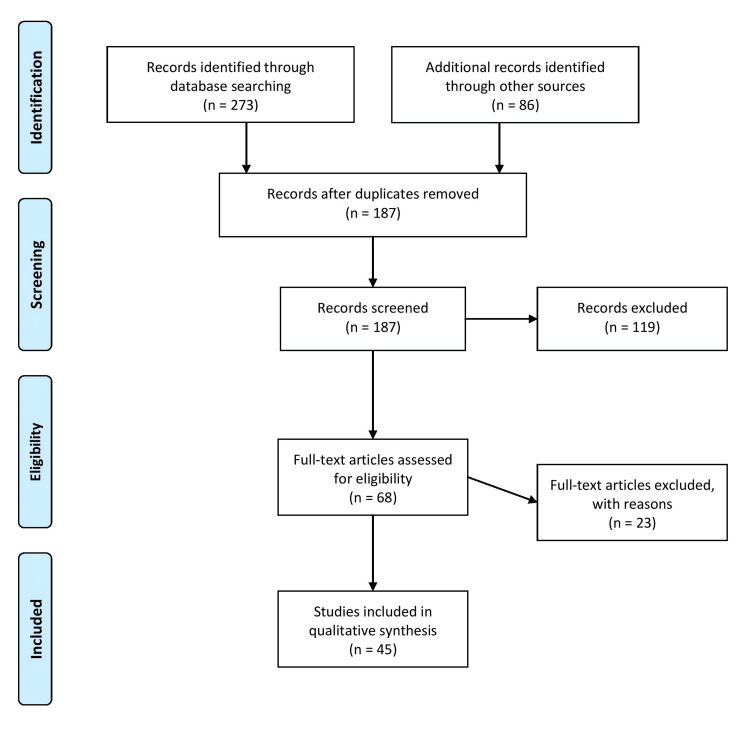 Identification
Records identified through
database searching
(n = 273)
Additional records identified
through other sources
(n = 86)
Records after duplicates removed
(n = 187)
Screening
Records screened
(n = 187)
Records excluded
(n = 119)
Eligibility
Full-text articles assessed
for eligibility
(n = 68)
Full-text articles excluded,
with reasons
(n = 23)
Included
Studies included in
qualitative synthesis
(n = 45)